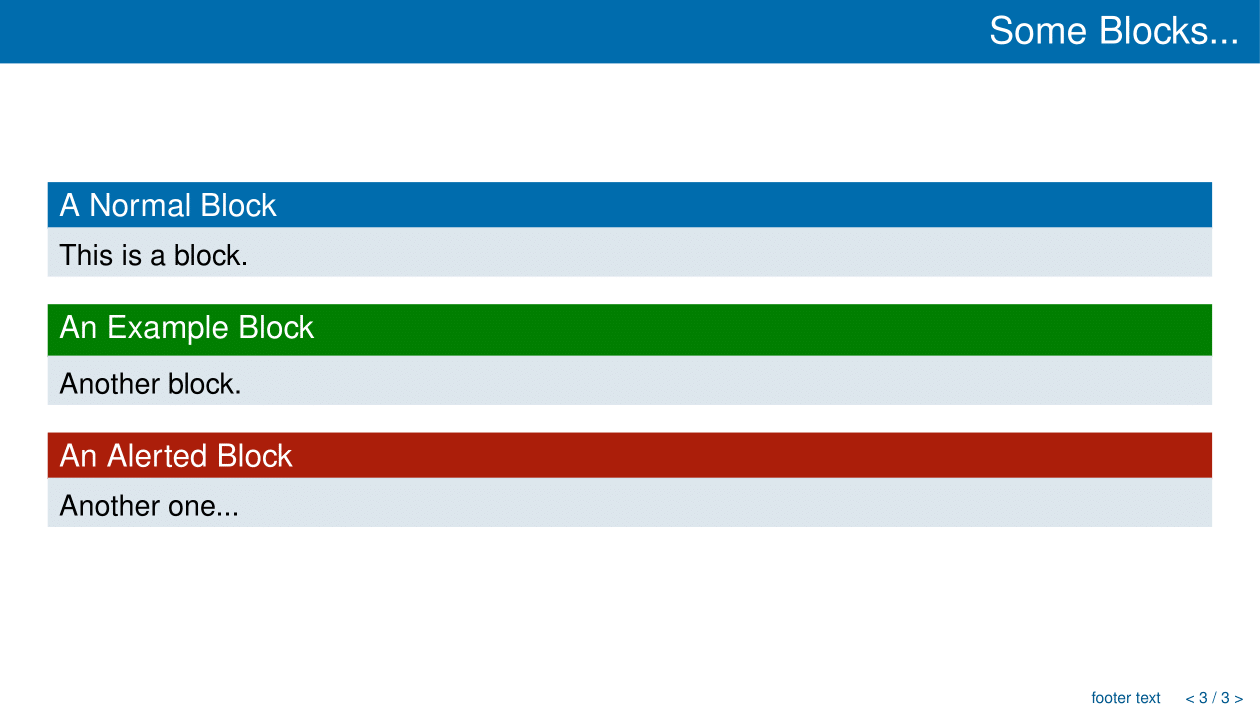 Some Blocks...
A Normal Block
This is a block.
An Example Block
Another block.
An Alerted Block
Another one...
footer text < 3 / 3 >